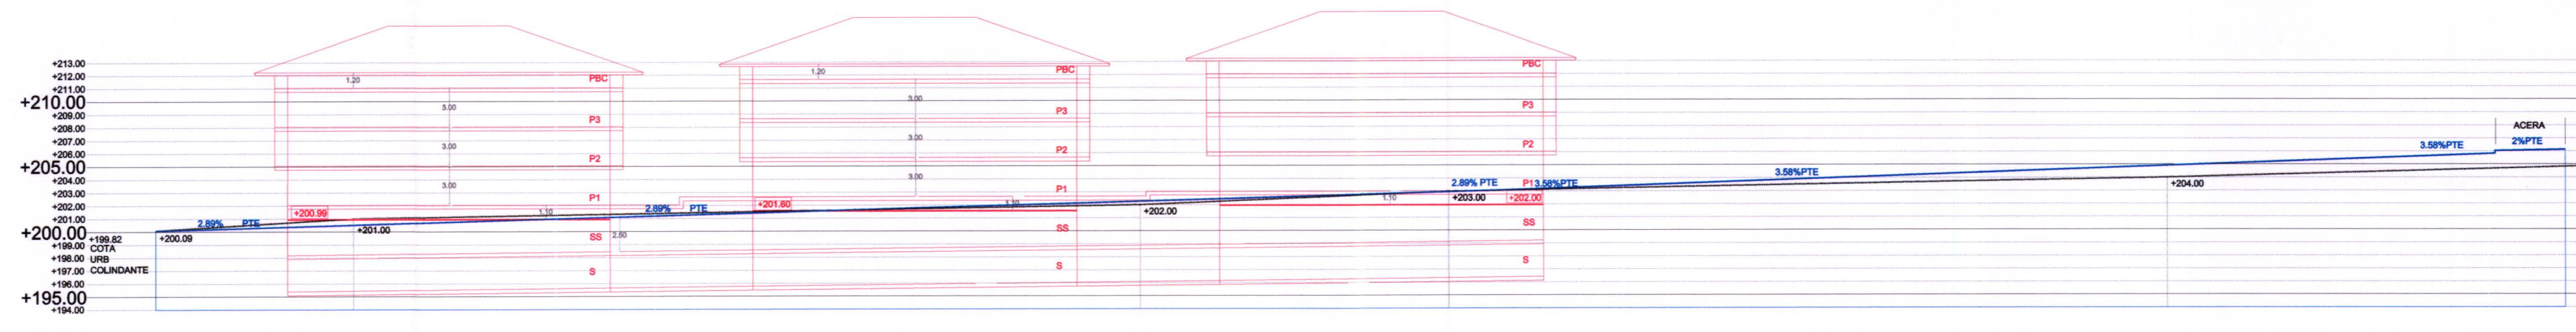 +213.00
+212.00
+211.00
+210.00
+209.00
+208.00
+207.00
+206.00
+205.00
+204.00
+203.00
+202.00
+201.00
+200.00
+199.00
+198.00
+197.00
+196.00
+195.00
+194.00
+199.82
COTA
URB
COLINDANTE
+200.09
2.89% PTE
1.20
3.00
3.00
3.00
PBC
P3
P2
P1
SS
S
+200.99
+201.00
1.10
2.50
2.89% PTE
1.20
3.00
3.00
3.00
PBC
P3
P2
P1
SS
S
+201.60
1.10
+202.00
PBC
P3
P2
P1
SS
S
1.10
2.89% PTE
+203.00
+202.00
3.58%PTE
3.58%PTE
+204.00
3.58%PTE
ACERA
2%PTE